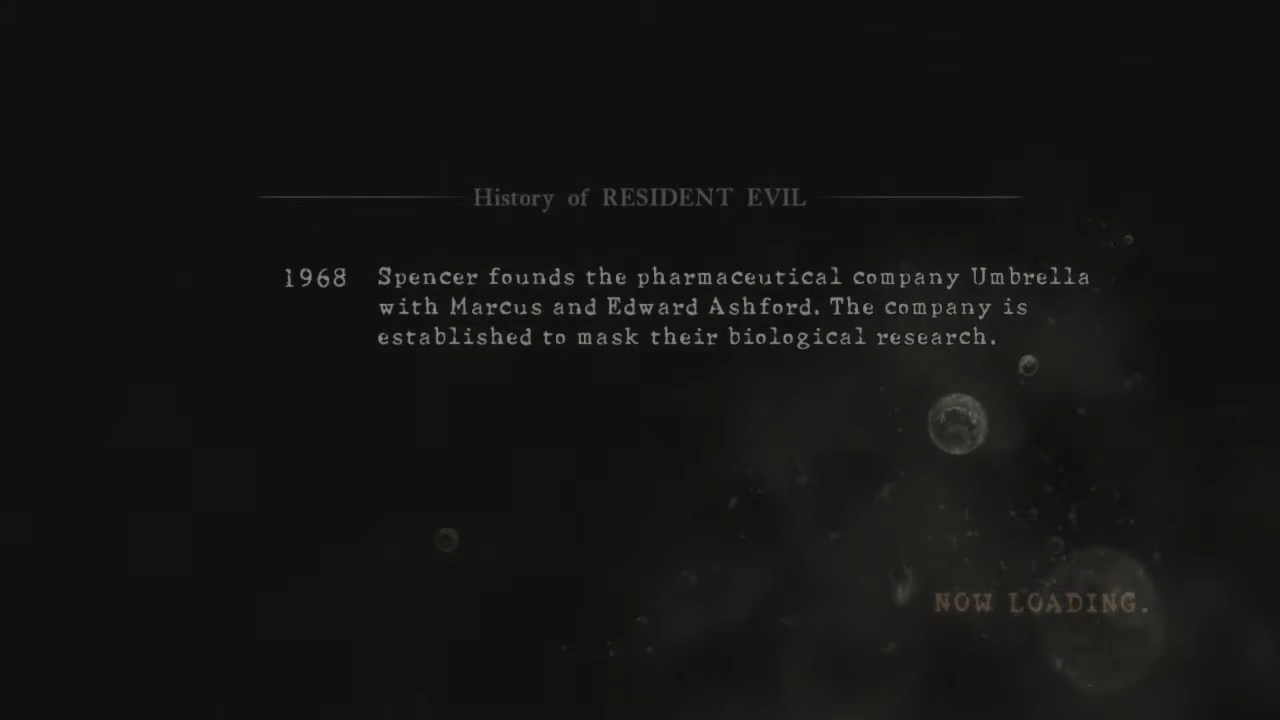 History of RESIDENT EVIL
1968 Spencer founds the pharmaceutical company Umbrella
with Marcus and Edward Ashford. The company is
established to mask their biological research.
NOW LOADING.